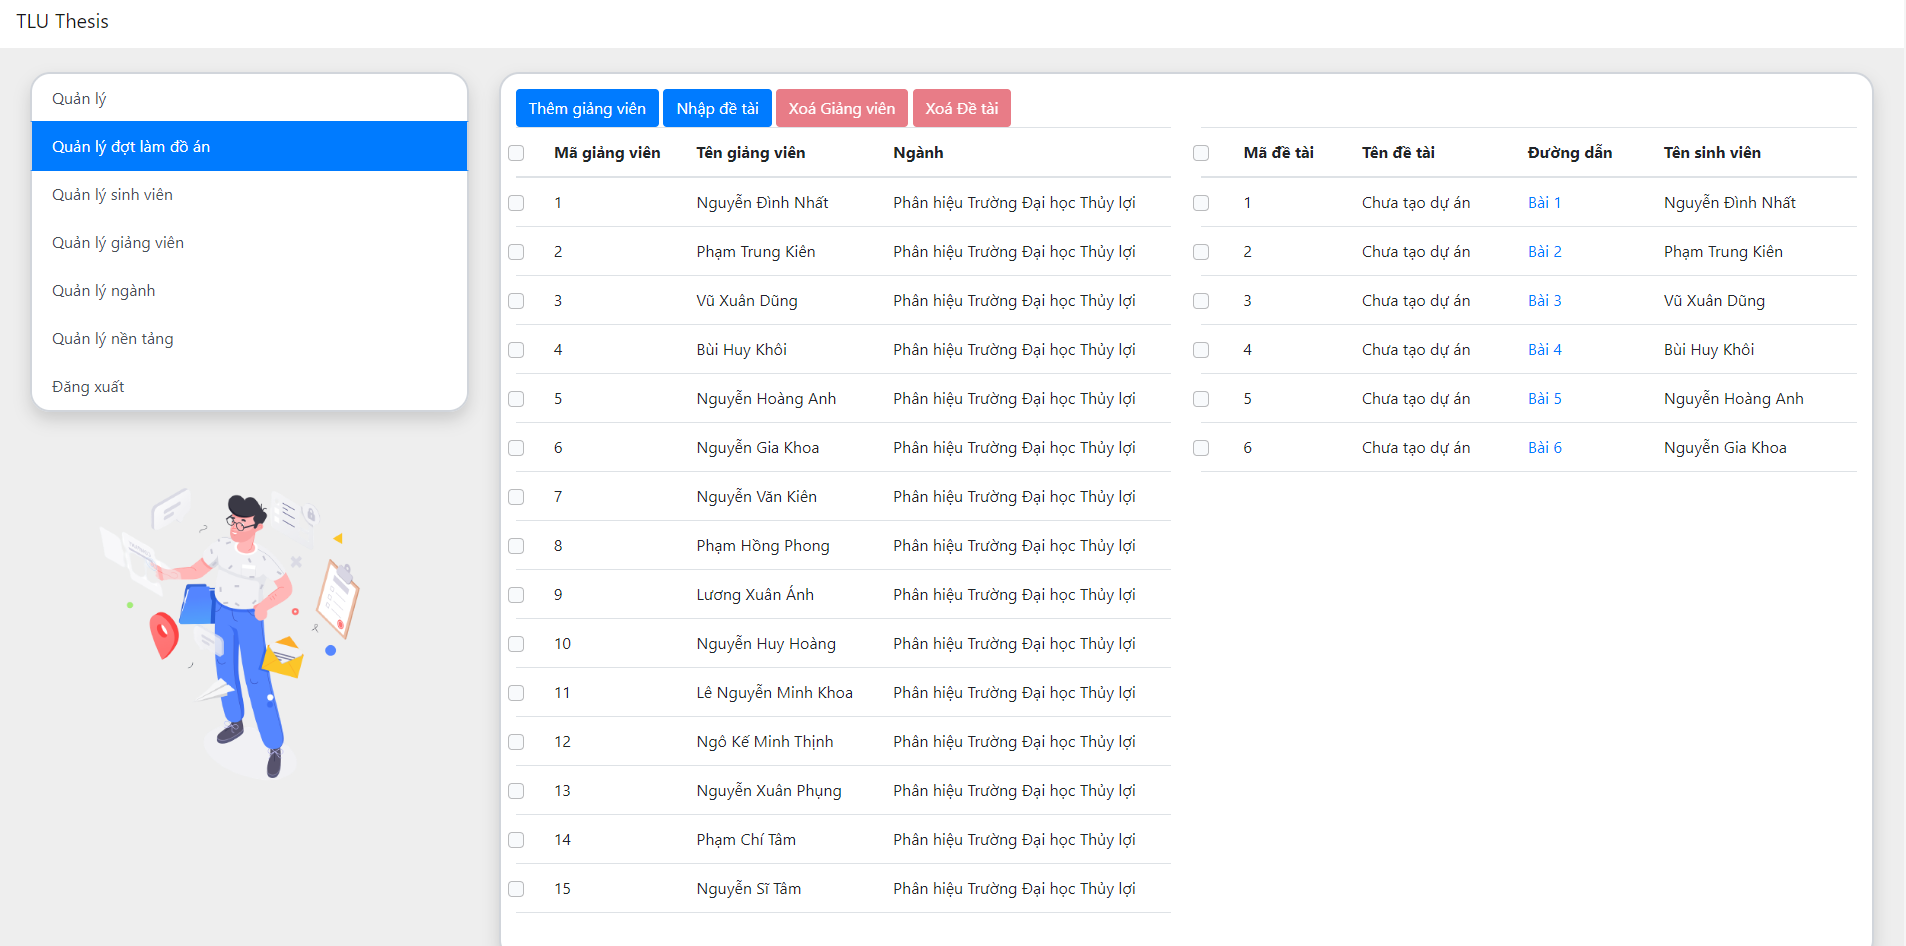 TLU Thesis
Quản lý
Quản lý đợt làm đồ án
Quản lý sinh viên
Quản lý giảng viên
Quản lý ngành
Quản lý nền tảng
Đăng xuất
Thêm giảng viên Nhập đề tài Xoá Giảng viên Xoá Đề tài
Mã giảng viên Tên giảng viên Ngành
1 Nguyễn Đình Nhất Phân hiệu Trường Đại học Thủy lợi
2 Phạm Trung Kiên Phân hiệu Trường Đại học Thủy lợi
3 Vũ Xuân Dũng Phân hiệu Trường Đại học Thủy lợi
4 Bùi Huy Khôi Phân hiệu Trường Đại học Thủy lợi
5 Nguyễn Hoàng Anh Phân hiệu Trường Đại học Thủy lợi
6 Nguyễn Gia Khoa Phân hiệu Trường Đại học Thủy lợi
7 Nguyễn Văn Kiên Phân hiệu Trường Đại học Thủy lợi
8 Phạm Hồng Phong Phân hiệu Trường Đại học Thủy lợi
9 Lương Xuân Ánh Phân hiệu Trường Đại học Thủy lợi
10 Nguyễn Huy Hoàng Phân hiệu Trường Đại học Thủy lợi
11 Lê Nguyễn Minh Khoa Phân hiệu Trường Đại học Thủy lợi
12 Ngô Kế Minh Thịnh Phân hiệu Trường Đại học Thủy lợi
13 Nguyễn Xuân Phụng Phân hiệu Trường Đại học Thủy lợi
14 Phạm Chí Tâm Phân hiệu Trường Đại học Thủy lợi
15 Nguyễn Sĩ Tâm Phân hiệu Trường Đại học Thủy lợi
Mã đề tài Tên đề tài Đường dẫn Tên sinh viên
1 Chưa tạo dự án Bài 1 Nguyễn Đình Nhất
2 Chưa tạo dự án Bài 2 Phạm Trung Kiên
3 Chưa tạo dự án Bài 3 Vũ Xuân Dũng
4 Chưa tạo dự án Bài 4 Bùi Huy Khôi
5 Chưa tạo dự án Bài 5 Nguyễn Hoàng Anh
6 Chưa tạo dự án Bài 6 Nguyễn Gia Khoa